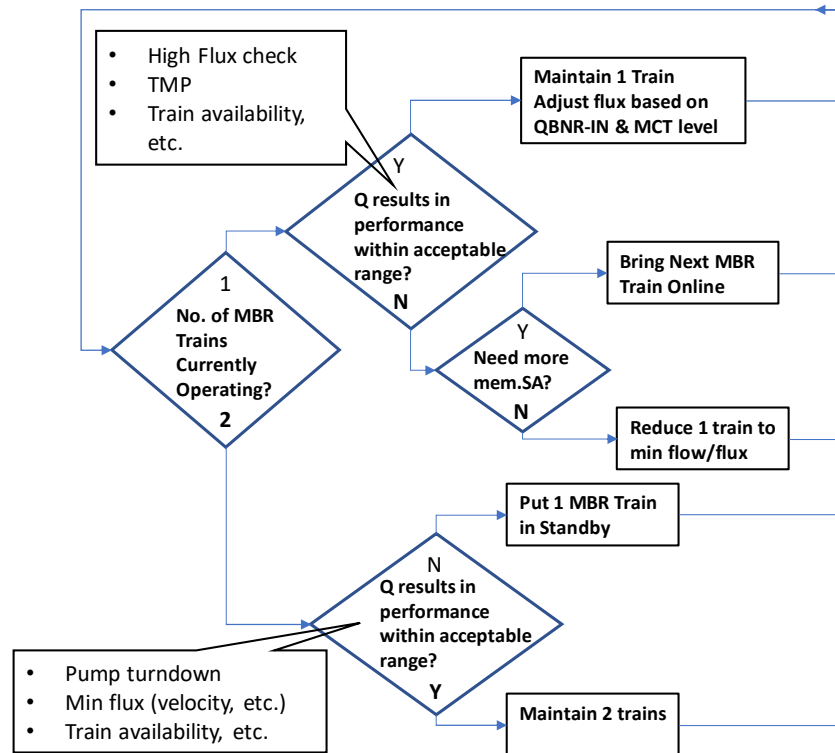 • High Flux check
• TMP
• Train availability,
etc.
Maintain 1 Train
Adjust flux based on
QBNR-IN & MCT level
Y
Q results in
performance
within acceptable
range?
N
Bring Next MBR
Train Online
1
No. of MBR
Trains
Currently
Operating?
2
Y
Need more
mem.SA?
N
Reduce 1 train to
min flow/flux
Put 1 MBR Train
in Standby
N
Q results in
performance
within acceptable
range?
Y
• Pump turndown
• Min flux (velocity, etc.)
• Train availability, etc.
Maintain 2 trains